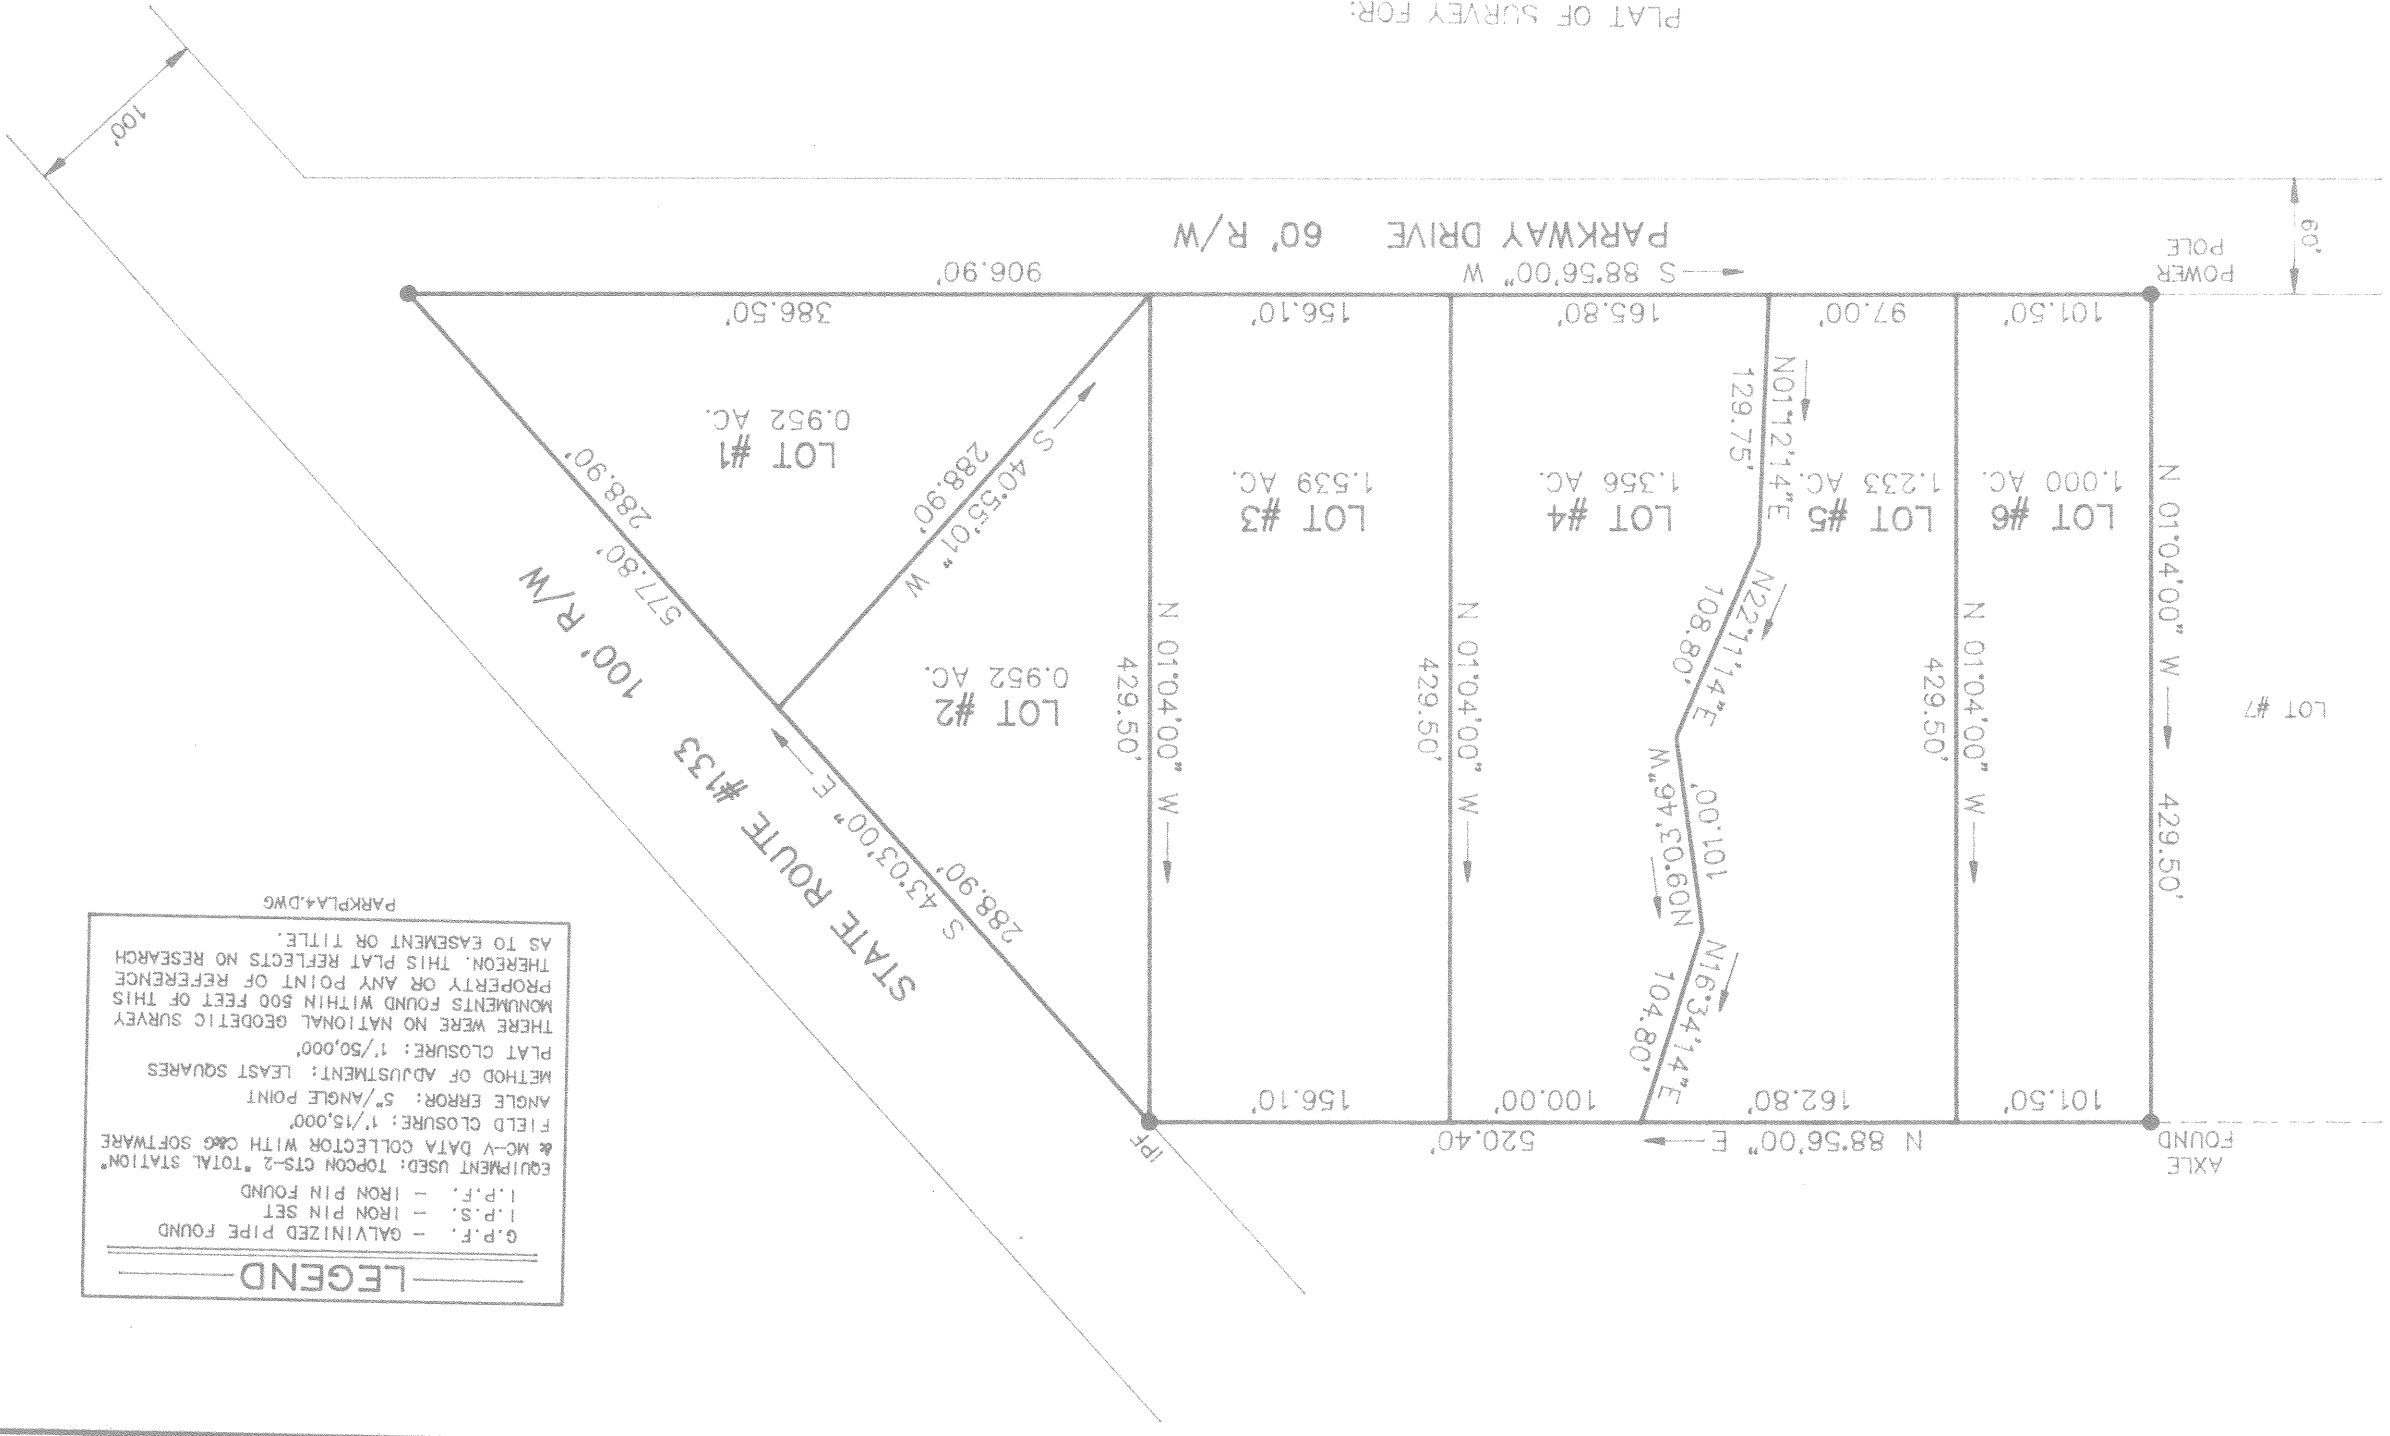 LEGEND
G.P.F. – GALVINIZED PIPE FOUND
I.P.S. – IRON PIN SET
I.P.F. – IRON PIN FOUND
EQUIPMENT USED: TOPCON CTS-2 "TOTAL STATION"
& MC-V DATA COLLECTOR WITH C&G SOFTWARE
FIELD CLOSURE: 1'/15,000'
ANGLE ERROR: 5"/ANGLE POINT
METHOD OF ADJUSTMENT: LEAST SQUARES
PLAT CLOSURE: 1'/50,000'
THERE WERE NO NATIONAL GEODETIC SURVEY
MONUMENTS FOUND WITHIN 500 FEET OF THIS
PROPERTY OR ANY POINT OF REFERENCE
THEREON. THIS PLAT REFLECTS NO RESEARCH
AS TO EASEMENT OR TITLE.
PARKPLA4.DWG
AXLE
FOUND
N 88°56'00" E
520.40'
IPF
101.50'
162.80'
100.00'
156.10'
N16°34'14"E
104.80'
N09°03'46"W
101.00'
N22°11'14"E
108.80'
N01°12'14"E
129.75'
LOT #7
N 01°04'00" W
429.50'
N 01°04'00" W
429.50'
N 01°04'00" W
429.50'
N 01°04'00" W
429.50'
LOT #6
1.000 AC.
LOT #5
1.233 AC.
LOT #4
1.356 AC.
LOT #3
1.539 AC.
LOT #2
0.952 AC.
LOT #1
0.952 AC.
STATE ROUTE #133
100' R/W
S 43°03'00" E
577.80'
288.90'
288.90'
S 40°55'01" W
288.90'
101.50'
97.00'
165.80'
156.10'
386.50'
POWER
POLE
S 88°56'00" W
906.90'
PARKWAY DRIVE 60' R/W
60'
100'
PLAT OF SURVEY FOR: